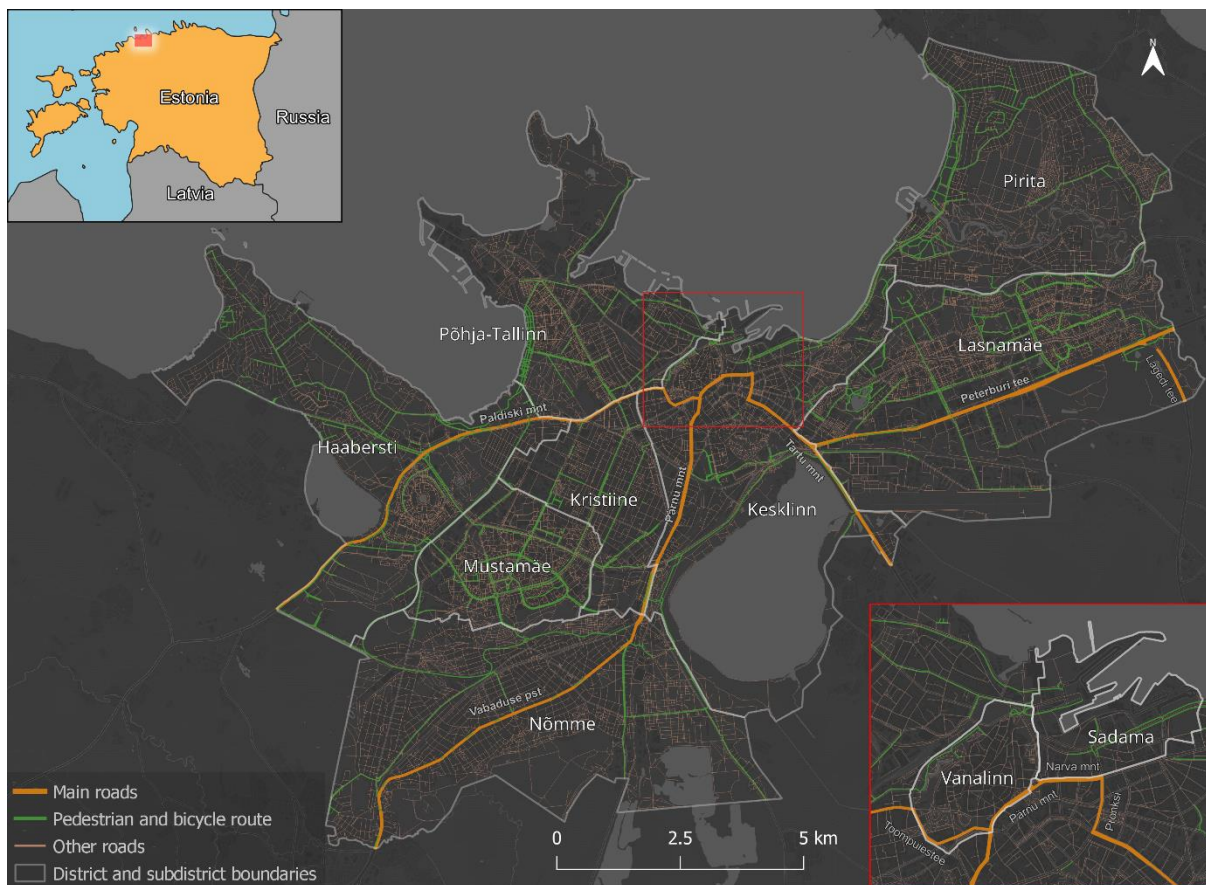 Estonia
Russia
Latvia
N
Pirita
Põhja-Tallinn
Lasnamäe
Peterburi tee
Lagedi tee
Paldiski mnt
Haabersti
Tartu mnt
Kristiine
Pärnu mnt
Kesklinn
Mustamäe
Vabaduse pst
Nõmme
Sadama
Narva mnt
Vanalinn
Pärnu mnt
Pronksi
Toompuiestee
Main roads
Pedestrian and bicycle route
Other roads
District and subdistrict boundaries
0 2.5 5 km